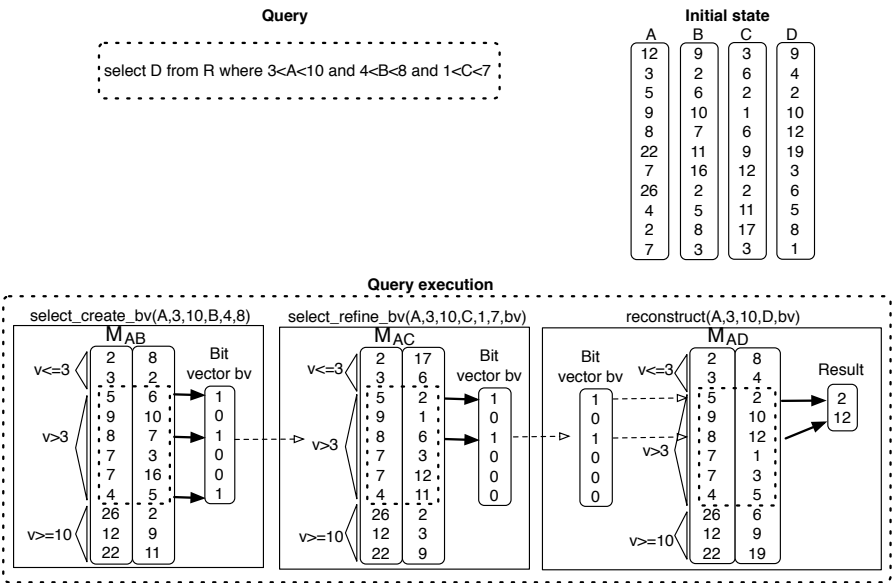 Query
select D from R where 3<A<10 and 4<B<8 and 1<C<7
Initial state
A B C D
12 9 3 9
3 2 6 4
5 6 2 2
9 10 1 10
8 7 6 12
22 11 9 19
7 16 12 3
26 2 2 6
4 5 11 5
2 8 17 8
7 3 3 1
Query execution
select_create_bv(A,3,10,B,4,8)
MAB
Bit
vector bv
v<=3
v>3
v>=10
2 8
3 2
5 6 1
9 10 0
8 7 1
7 3 0
7 16 0
4 5 1
26 2
12 9
22 11
select_refine_bv(A,3,10,C,1,7,bv)
MAC
Bit
vector bv
v<=3
v>3
v>=10
2 17
3 6
5 2 1
9 1 0
8 6 1
7 3 0
7 12 0
4 11 0
26 2
12 3
22 9
reconstruct(A,3,10,D,bv)
Bit
vector bv
1
0
1
0
0
0
MAD
v<=3
v>3
v>=10
2 8
3 4
5 2
9 10
8 12
7 1
7 3
4 5
26 6
12 9
22 19
Result
2
12